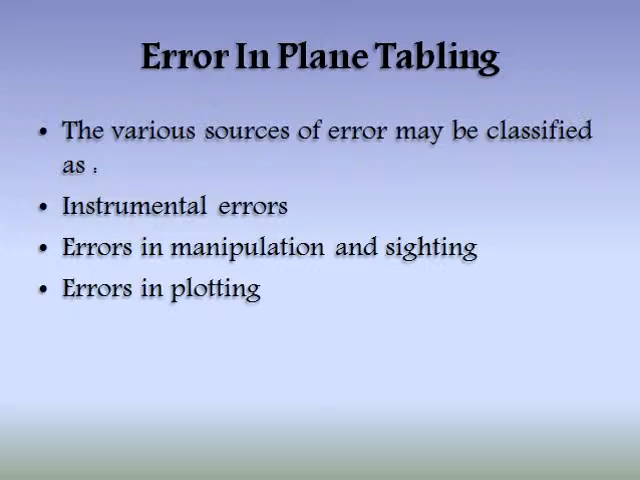 Error In Plane Tabling
• The various sources of error may be classified
as :
• Instrumental errors
• Errors in manipulation and sighting
• Errors in plotting